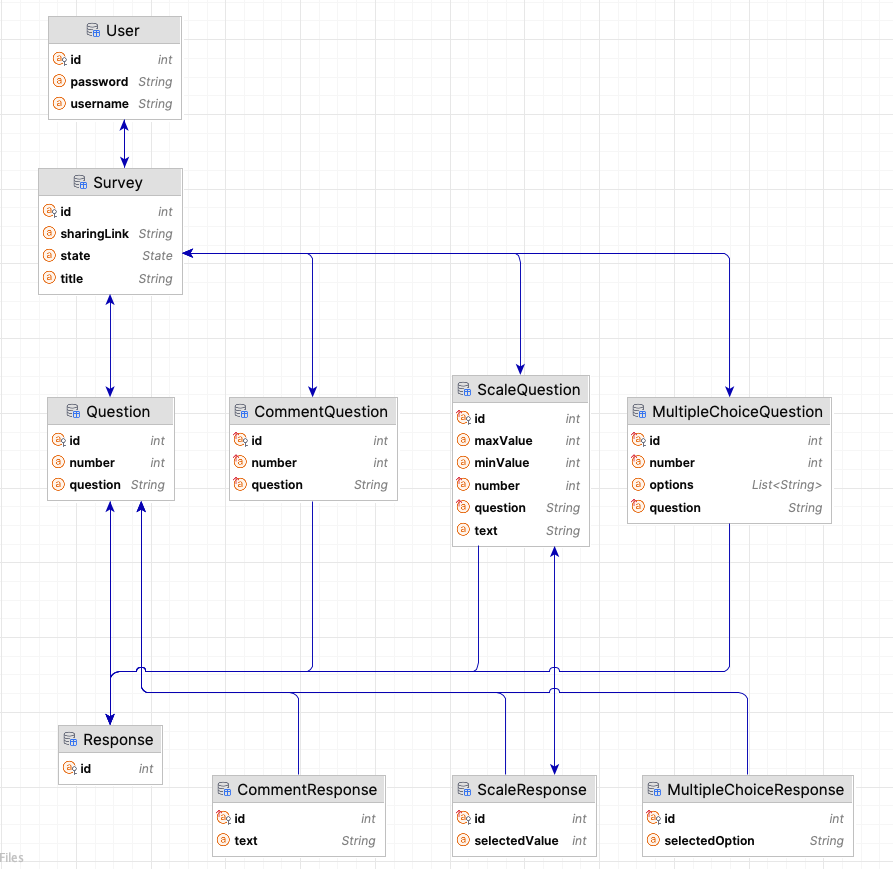 User
id int
password String
username String
Survey
id int
sharingLink String
state State
title String
Question
id int
number int
question String
CommentQuestion
id int
number int
question String
ScaleQuestion
id int
maxValue int
minValue int
number int
question String
text String
MultipleChoiceQuestion
id int
number int
options List<String>
question String
Response
id int
CommentResponse
id int
text String
ScaleResponse
id int
selectedValue int
MultipleChoiceResponse
id int
selectedOption String
Files